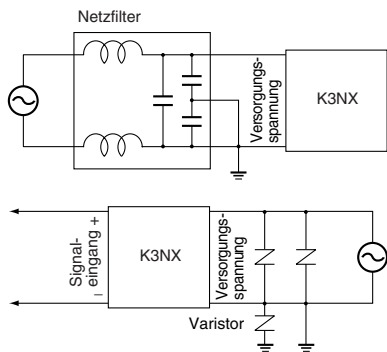 Netzfilter
Versorgungs-
spannung
K3NX
Signal-
eingang +
–
K3NX
Versorgungs-
spannung
Varistor